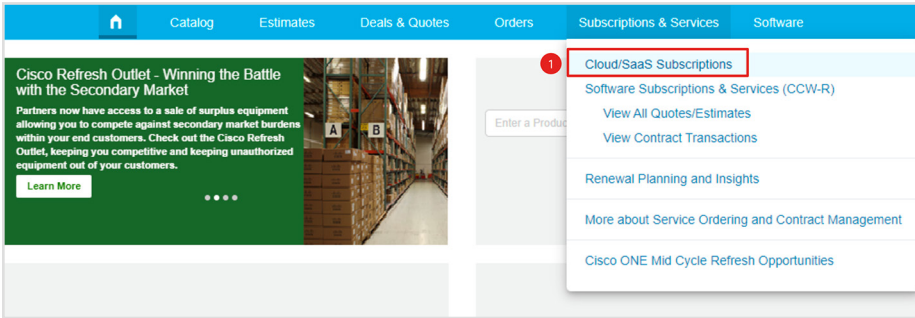 Catalog
Estimates
Deals & Quotes
Orders
Subscriptions & Services
Software
Cisco Refresh Outlet - Winning the Battle
with the Secondary Market
Partners now have access to a sale of surplus equipment
allowing you to compete against secondary market burdens
within your end customers. Check out the Cisco Refresh
Outlet, keeping you competitive and keeping unauthorized
equipment out of your customers.
Learn More
A
B
Enter a Produc
1
Cloud/SaaS Subscriptions
Software Subscriptions & Services (CCW-R)
View All Quotes/Estimates
View Contract Transactions
Renewal Planning and Insights
More about Service Ordering and Contract Management
Cisco ONE Mid Cycle Refresh Opportunities